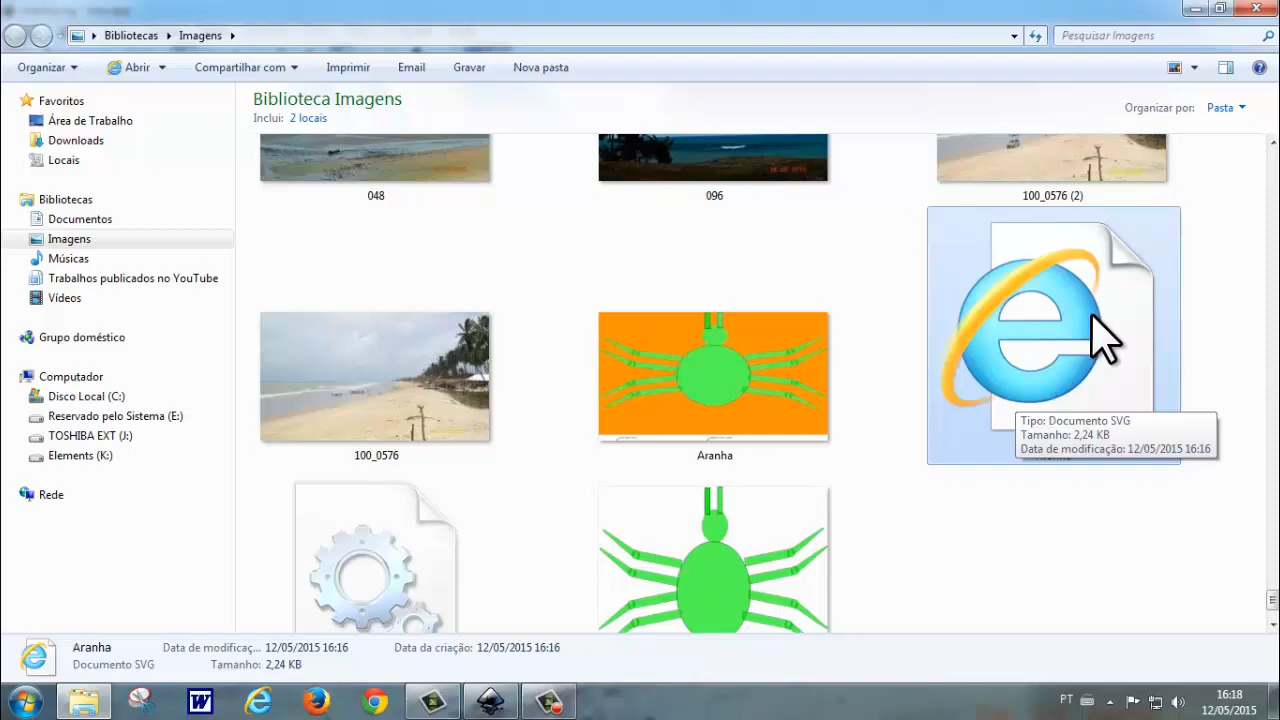 Bibliotecas
Imagens
Pesquisar Imagens
Organizar
Abrir
Compartilhar com
Imprimir
Email
Gravar
Nova pasta
Favoritos
Área de Trabalho
Downloads
Locais
Bibliotecas
Documentos
Imagens
Músicas
Trabalhos publicados no YouTube
Vídeos
Grupo doméstico
Computador
Disco Local (C:)
Reservado pelo Sistema (E:)
TOSHIBA EXT (J:)
Elements (K:)
Rede
Biblioteca Imagens
Inclui: 2 locais
Organizar por: Pasta
048
096
100_0576 (2)
100_0576
Aranha
Tipo: Documento SVG
Tamanho: 2,24 KB
Data de modificação: 12/05/2015 16:16
Aranha
Documento SVG
Data de modificaç... 12/05/2015 16:16
Tamanho: 2,24 KB
Data da criação: 12/05/2015 16:16
PT
16:18
12/05/2015